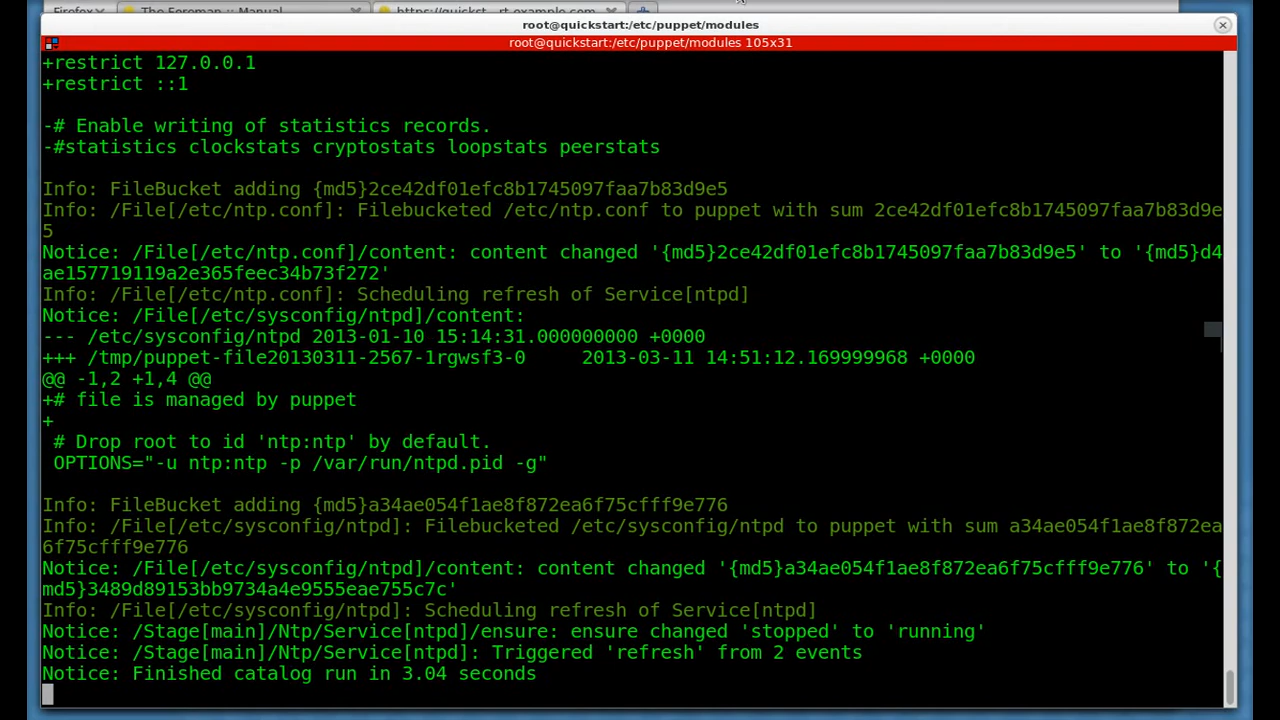 Firefox
The Foreman :: Manual
https://quickst...rt.example.com
root@quickstart:/etc/puppet/modules
root@quickstart:/etc/puppet/modules 105x31
+restrict 127.0.0.1
+restrict ::1
-# Enable writing of statistics records.
-#statistics clockstats cryptostats loopstats peerstats
Info: FileBucket adding {md5}2ce42df01efc8b1745097faa7b83d9e5
Info: /File[/etc/ntp.conf]: Filebucketed /etc/ntp.conf to puppet with sum 2ce42df01efc8b1745097faa7b83d9e
5
Notice: /File[/etc/ntp.conf]/content: content changed '{md5}2ce42df01efc8b1745097faa7b83d9e5' to '{md5}d4
ae157719119a2e365feec34b73f272'
Info: /File[/etc/ntp.conf]: Scheduling refresh of Service[ntpd]
Notice: /File[/etc/sysconfig/ntpd]/content:
--- /etc/sysconfig/ntpd 2013-01-10 15:14:31.000000000 +0000
+++ /tmp/puppet-file20130311-2567-1rgwsf3-0     2013-03-11 14:51:12.169999968 +0000
@@ -1,2 +1,4 @@
+# file is managed by puppet
+
 # Drop root to id 'ntp:ntp' by default.
 OPTIONS="-u ntp:ntp -p /var/run/ntpd.pid -g"
Info: FileBucket adding {md5}a34ae054f1ae8f872ea6f75cfff9e776
Info: /File[/etc/sysconfig/ntpd]: Filebucketed /etc/sysconfig/ntpd to puppet with sum a34ae054f1ae8f872ea
6f75cfff9e776
Notice: /File[/etc/sysconfig/ntpd]/content: content changed '{md5}a34ae054f1ae8f872ea6f75cfff9e776' to '{
md5}3489d89153bb9734a4e9555eae755c7c'
Info: /File[/etc/sysconfig/ntpd]: Scheduling refresh of Service[ntpd]
Notice: /Stage[main]/Ntp/Service[ntpd]/ensure: ensure changed 'stopped' to 'running'
Notice: /Stage[main]/Ntp/Service[ntpd]: Triggered 'refresh' from 2 events
Notice: Finished catalog run in 3.04 seconds